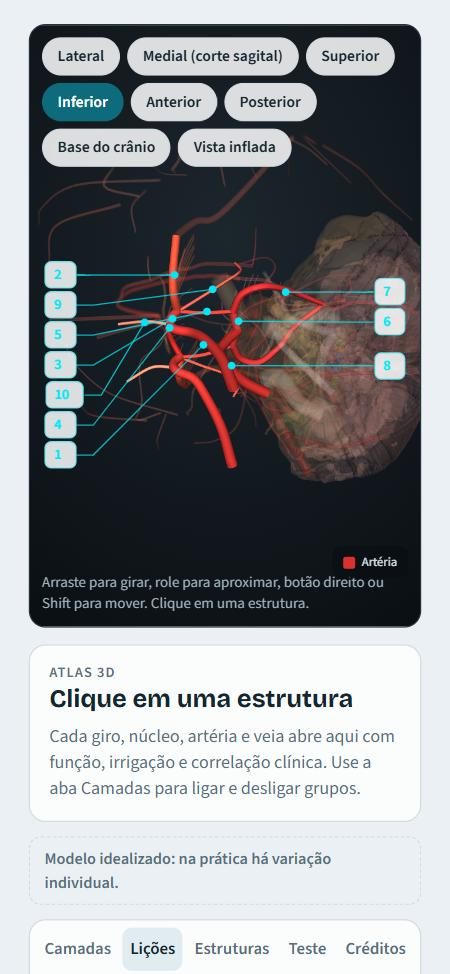 Lateral
Medial (corte sagital)
Superior
Inferior
Anterior
Posterior
Base do crânio
Vista inflada
2
9
5
3
10
4
1
7
6
8
Artéria
Arraste para girar, role para aproximar, botão direito ou
Shift para mover. Clique em uma estrutura.
ATLAS 3D
Clique em uma estrutura
Cada giro, núcleo, artéria e veia abre aqui com
função, irrigação e correlação clínica. Use a
aba Camadas para ligar e desligar grupos.
Modelo idealizado: na prática há variação
individual.
Camadas
Lições
Estruturas
Teste
Créditos